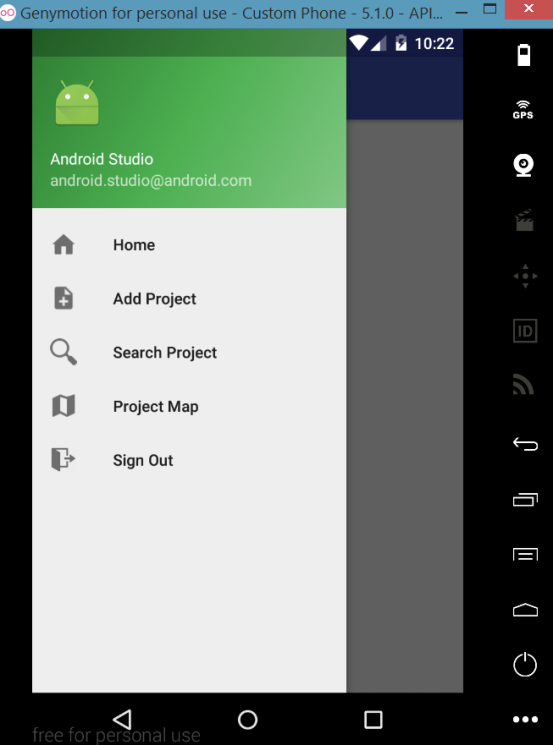 Genymotion for personal use - Custom Phone - 5.1.0 - API...
10:22
GPS
Android Studio
android.studio@android.com
Home
Add Project
Search Project
ID
Project Map
Sign Out
free for personal use